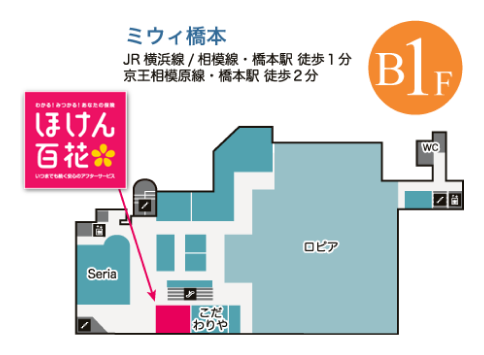 ミウィ橋本
JR 横浜線 / 相模線・橋本駅 徒歩1分
京王相模原線・橋本駅 徒歩2分
B1F
わかる!みつかる!あなたの保険
ほけん
百花
いつまでも続く安心のアフターサービス
WC
ロピア
Seria
こだ
わりや